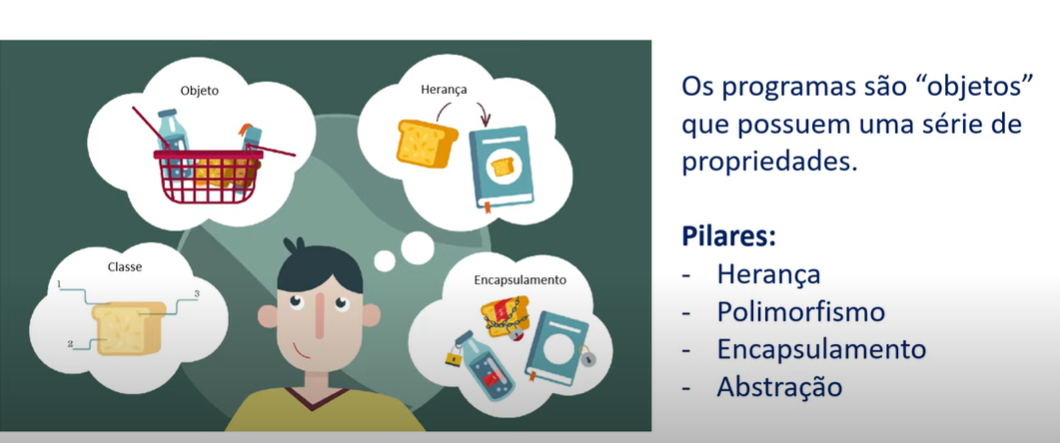 Objeto
Herança
Classe
1
3
2
Encapsulamento
Os programas são “objetos”
que possuem uma série de
propriedades.
Pilares:
- Herança
- Polimorfismo
- Encapsulamento
- Abstração